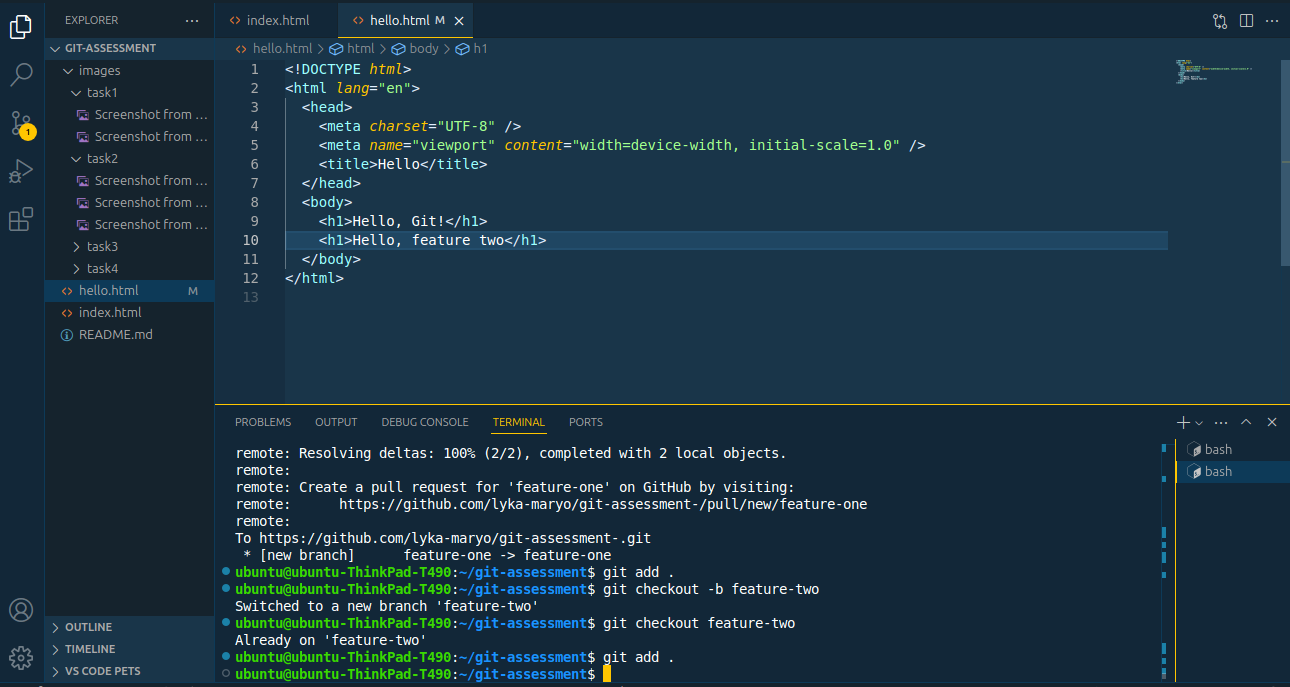 EXPLORER
GIT-ASSESSMENT
images
task1
Screenshot from ...
Screenshot from ...
task2
Screenshot from ...
Screenshot from ...
Screenshot from ...
task3
task4
hello.html M
index.html
README.md
OUTLINE
TIMELINE
VS CODE PETS
1
index.html
hello.html M
hello.html > html > body > h1
1 <!DOCTYPE html>
2 <html lang="en">
3 <head>
4 <meta charset="UTF-8" />
5 <meta name="viewport" content="width=device-width, initial-scale=1.0" />
6 <title>Hello</title>
7 </head>
8 <body>
9 <h1>Hello, Git!</h1>
10 <h1>Hello, feature two</h1>
11 </body>
12 </html>
13
PROBLEMS OUTPUT DEBUG CONSOLE TERMINAL PORTS
remote: Resolving deltas: 100% (2/2), completed with 2 local objects.
remote:
remote: Create a pull request for 'feature-one' on GitHub by visiting:
remote: https://github.com/lyka-maryo/git-assessment-/pull/new/feature-one
remote:
To https://github.com/lyka-maryo/git-assessment-.git
* [new branch] feature-one -> feature-one
ubuntu@ubuntu-ThinkPad-T490:~/git-assessment$ git add .
ubuntu@ubuntu-ThinkPad-T490:~/git-assessment$ git checkout -b feature-two
Switched to a new branch 'feature-two'
ubuntu@ubuntu-ThinkPad-T490:~/git-assessment$ git checkout feature-two
Already on 'feature-two'
ubuntu@ubuntu-ThinkPad-T490:~/git-assessment$ git add .
ubuntu@ubuntu-ThinkPad-T490:~/git-assessment$
bash
bash